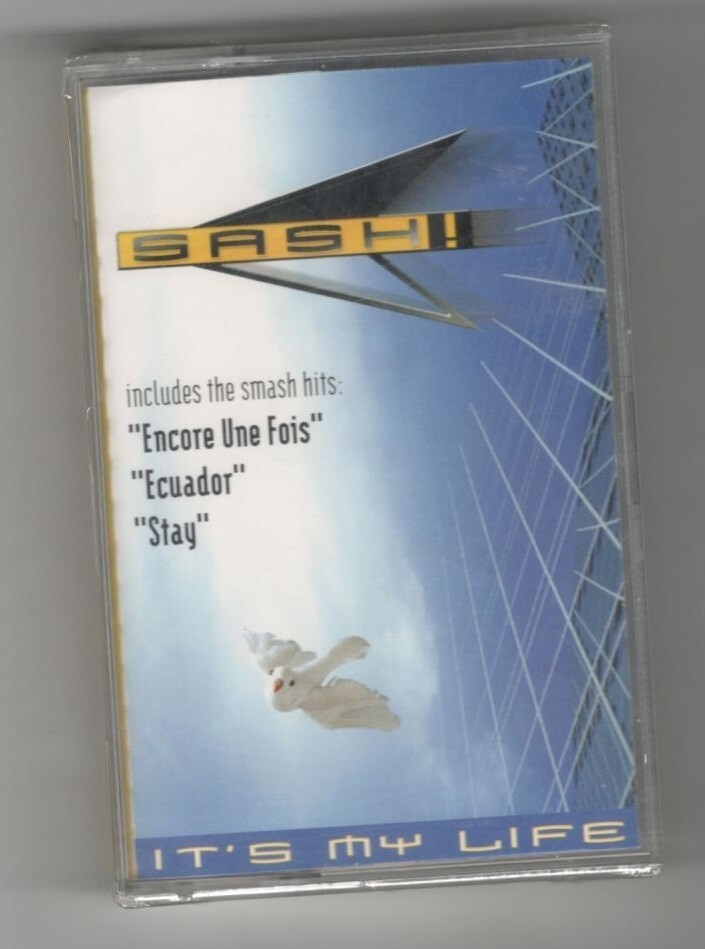 SASH!
includes the smash hits:
"Encore Une Fois"
"Ecuador"
"Stay"
IT'S MY LIFE